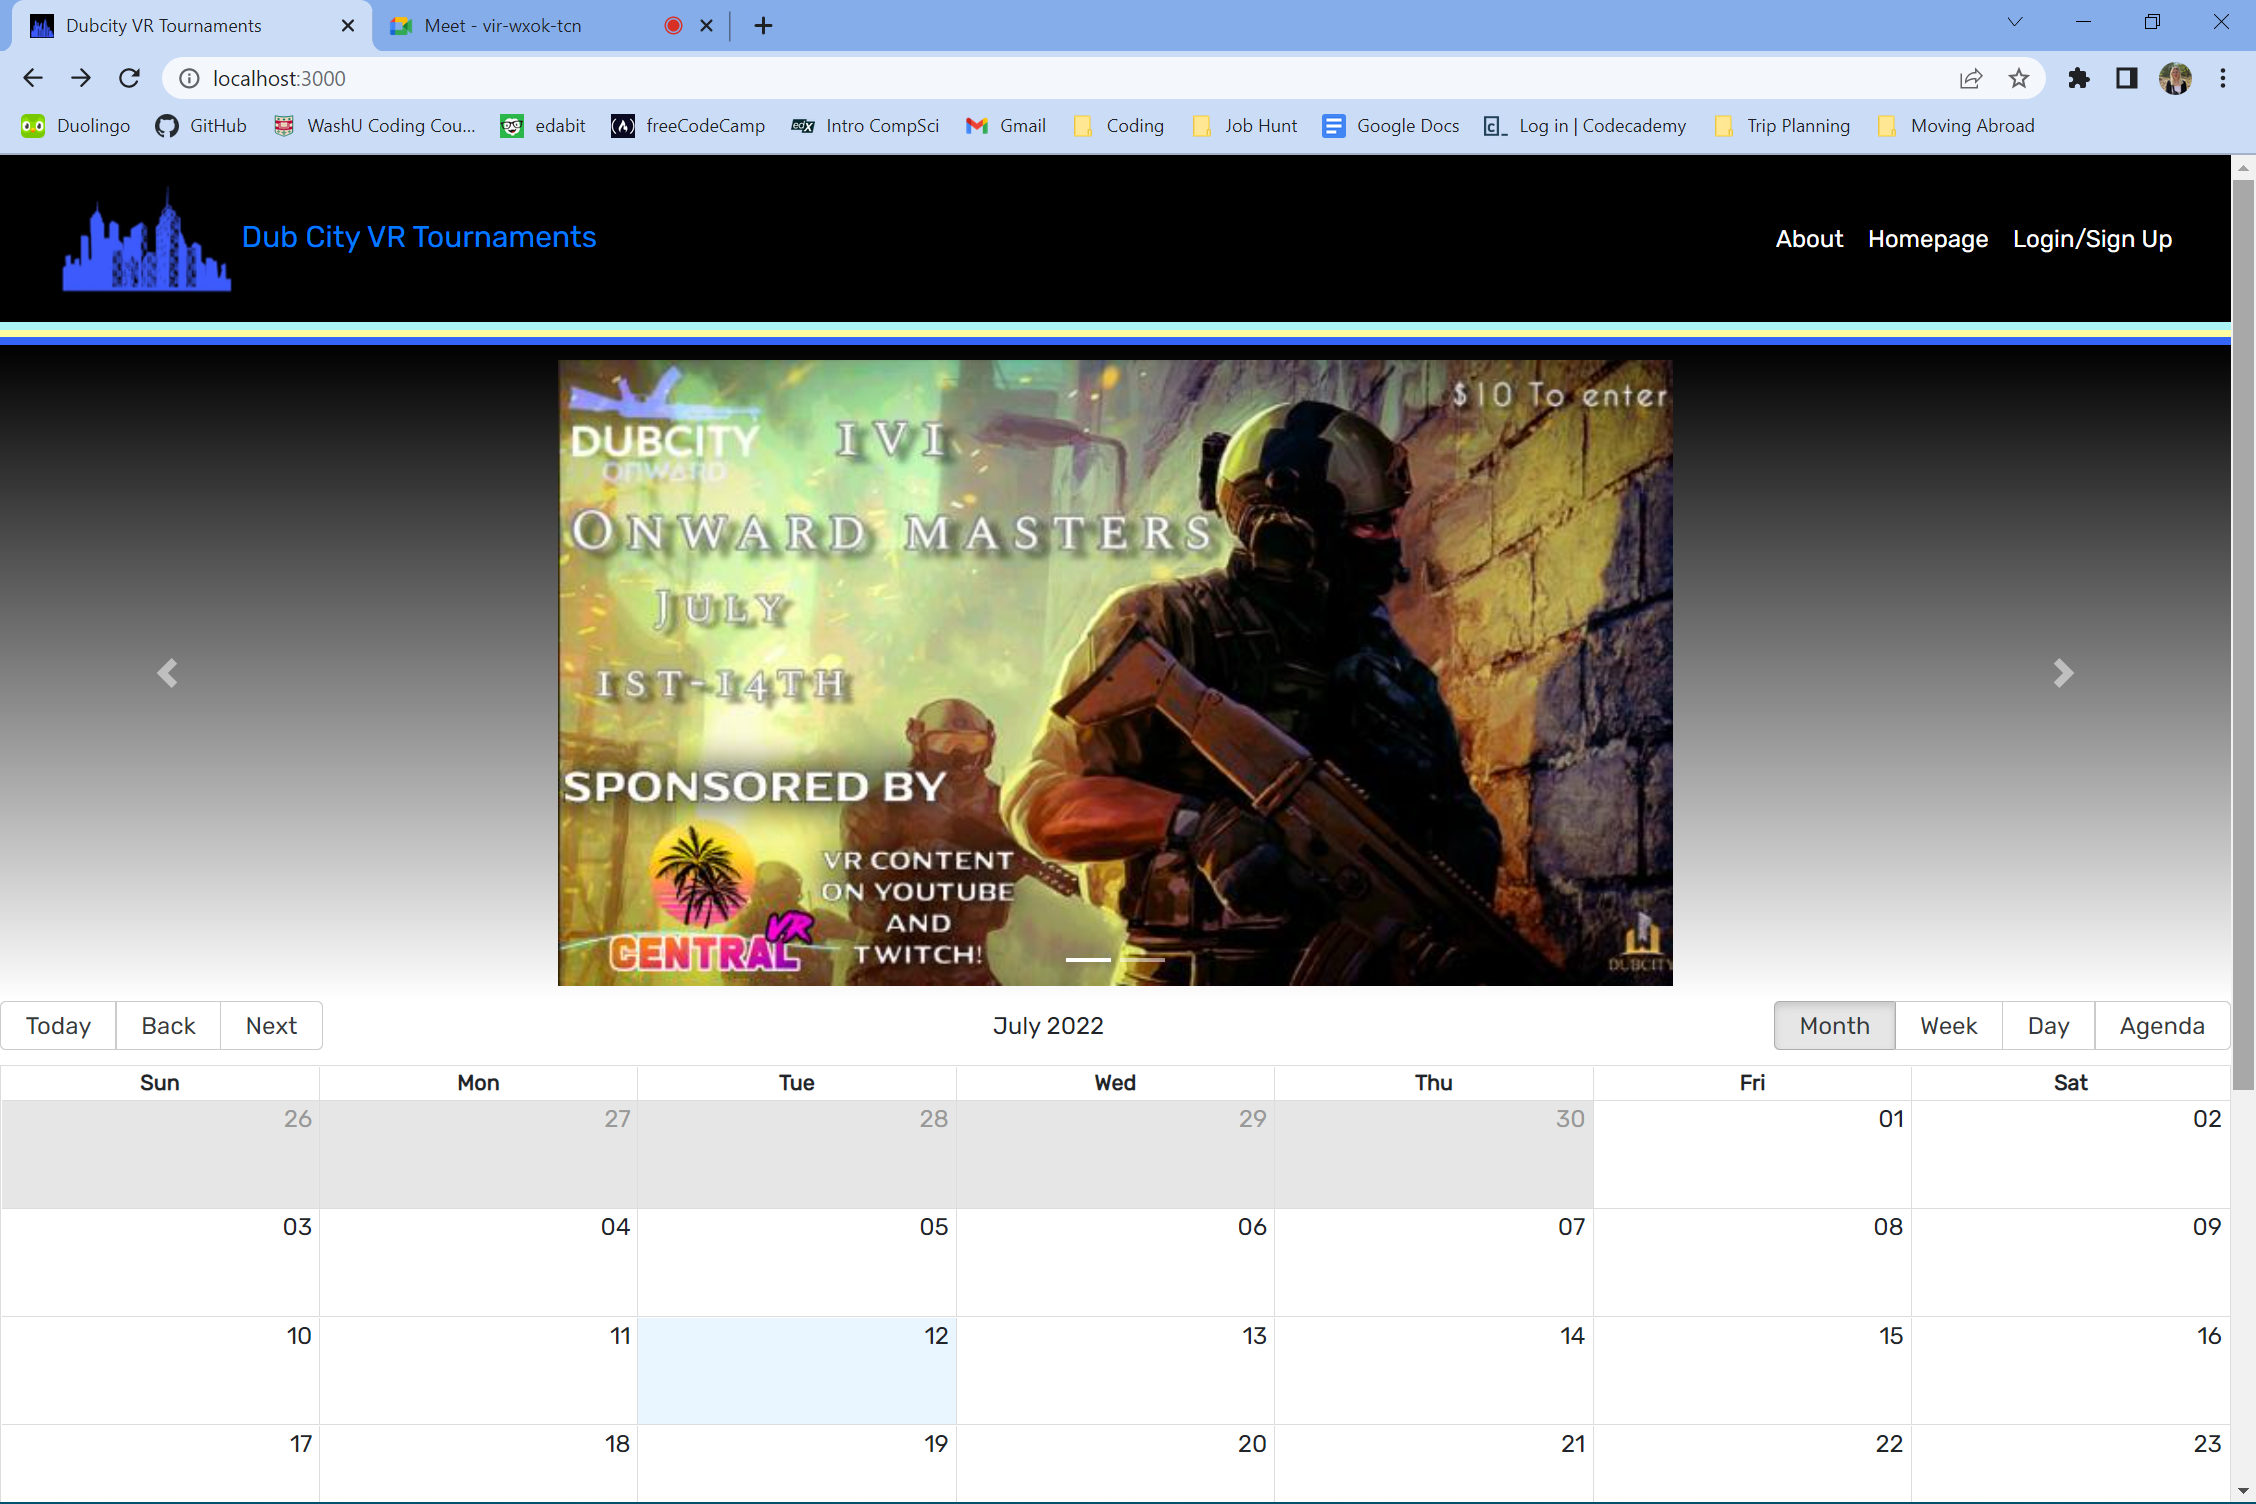 Dubcity VR Tournaments
Meet - vir-wxok-tcn
localhost:3000
Duolingo GitHub WashU Coding Cou... edabit freeCodeCamp edX Intro CompSci Gmail Coding Job Hunt Google Docs Log in | Codecademy Trip Planning Moving Abroad
Dub City VR Tournaments
About Homepage Login/Sign Up
$10 To enter
DUBCITY
ONWARD
IVI
ONWARD MASTERS
JULY
1ST-14TH
SPONSORED BY
VR CONTENT
ON YOUTUBE
AND
TWITCH!
VR
CENTRAL
DUBCITY
Today Back Next July 2022 Month Week Day Agenda
Sun Mon Tue Wed Thu Fri Sat
26 27 28 29 30 01 02
03 04 05 06 07 08 09
10 11 12 13 14 15 16
17 18 19 20 21 22 23